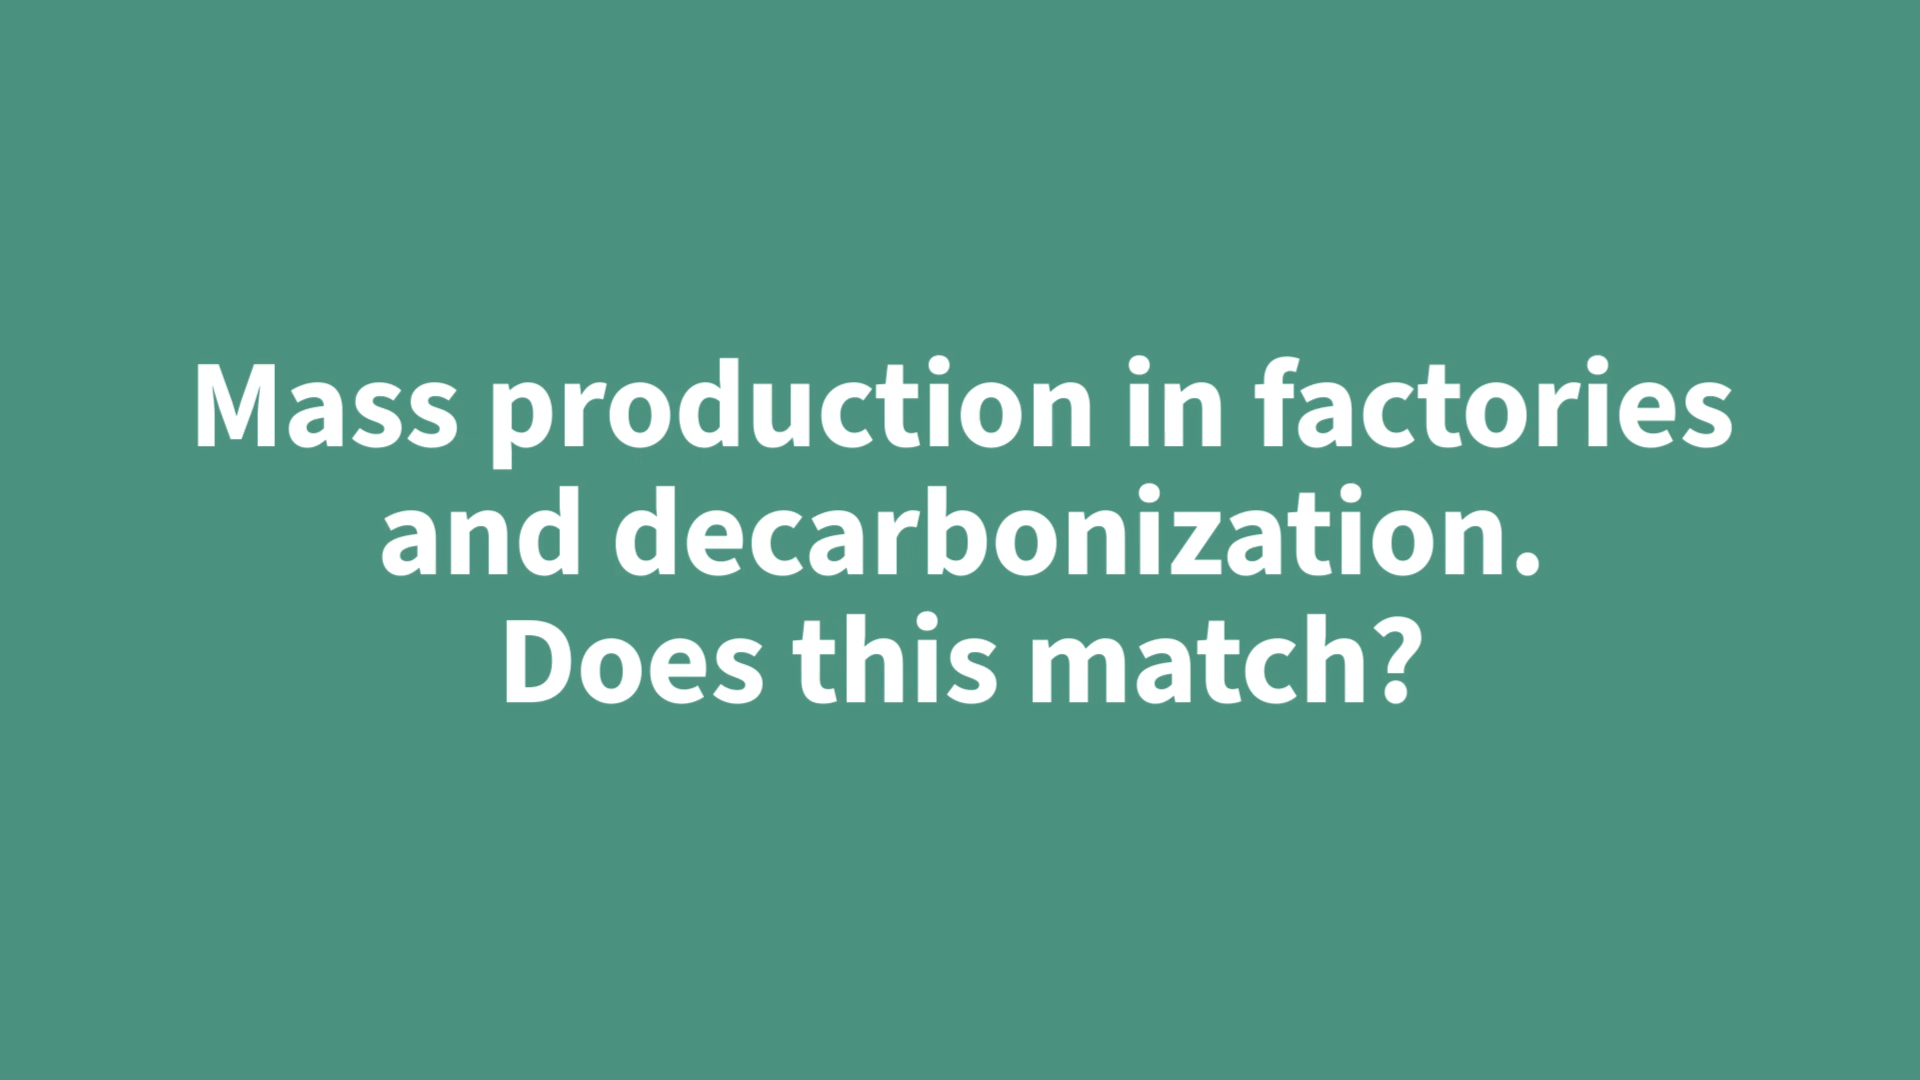 Mass production in factories
and decarbonization.
Does this match?